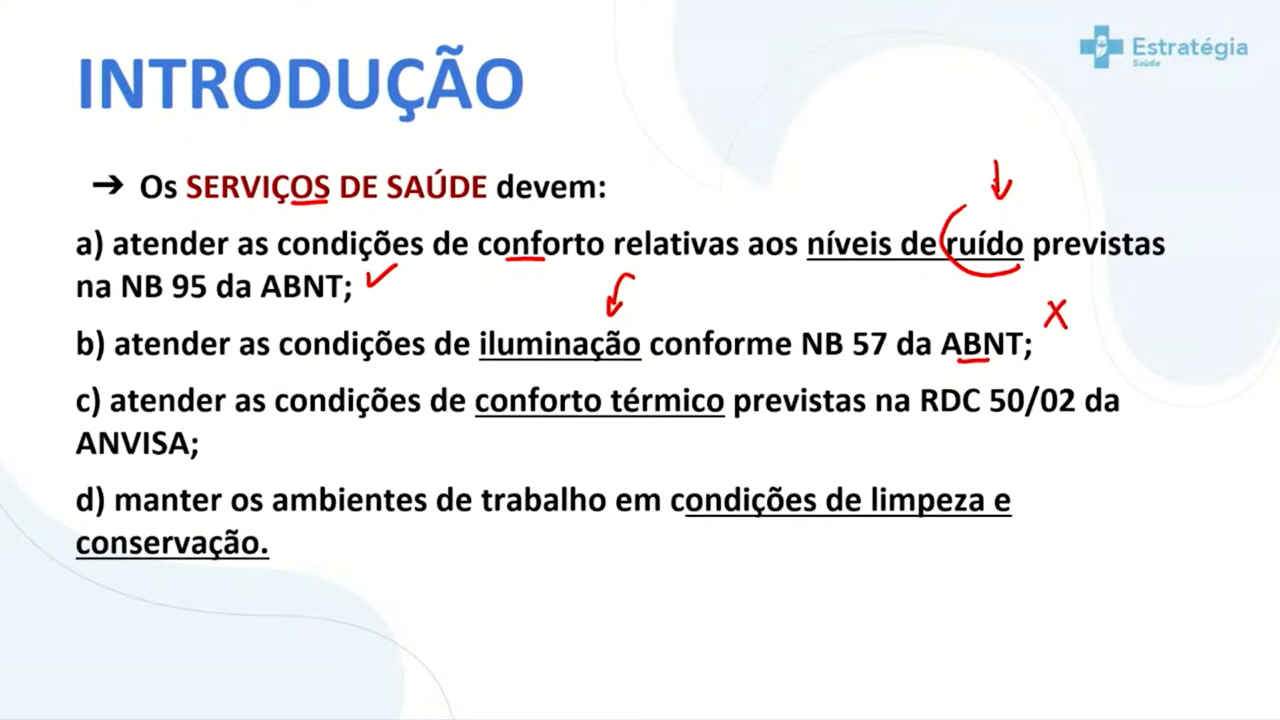 INTRODUÇÃO
Estratégia
Saúde
➔ Os SERVIÇOS DE SAÚDE devem:
a) atender as condições de conforto relativas aos níveis de ruído previstas
na NB 95 da ABNT;
b) atender as condições de iluminação conforme NB 57 da ABNT;
c) atender as condições de conforto térmico previstas na RDC 50/02 da
ANVISA;
d) manter os ambientes de trabalho em condições de limpeza e
conservação.